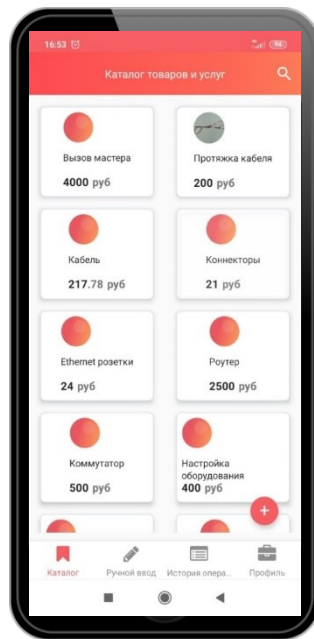 16:53
94
Каталог товаров и услуг
Вызов мастера
4000 руб
Протяжка кабеля
200 руб
Кабель
217.78 руб
Коннекторы
21 руб
Ethernet розетки
24 руб
Роутер
2500 руб
Коммутатор
500 руб
Настройка
оборудования
400 руб
+
Каталог
Ручной ввод
История опера...
Профиль